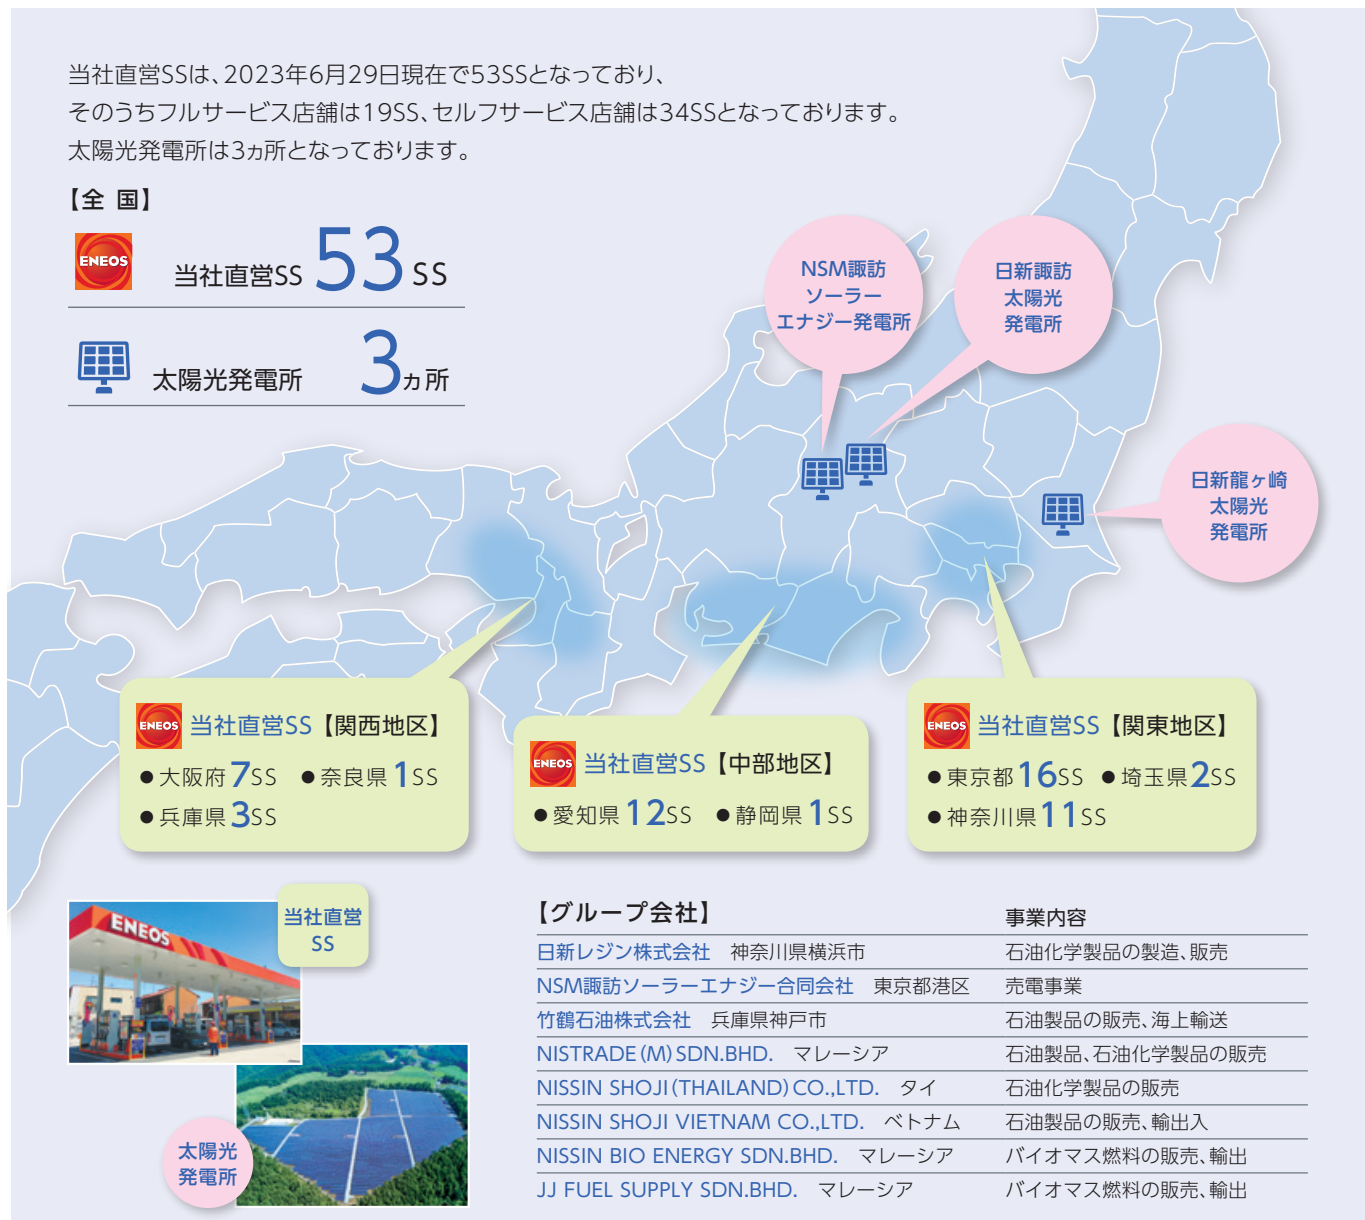 当社直営SSは、2023年6月29日現在で53SSとなっており、
そのうちフルサービス店舗は19SS、セルフサービス店舗は34SSとなっております。
太陽光発電所は3ヵ所となっております。
【全 国】
ENEOS 当社直営SS 53SS
太陽光発電所 3ヵ所
NSM諏訪
ソーラー
エナジー発電所
日新諏訪
太陽光
発電所
日新龍ヶ崎
太陽光
発電所
ENEOS 当社直営SS【関西地区】
●大阪府7SS ●奈良県1SS
●兵庫県3SS
ENEOS 当社直営SS【中部地区】
●愛知県12SS ●静岡県1SS
ENEOS 当社直営SS【関東地区】
●東京都16SS ●埼玉県2SS
●神奈川県11SS
ENEOS
当社直営
SS
太陽光
発電所
【グループ会社】 事業内容
日新レジン株式会社 神奈川県横浜市 石油化学製品の製造、販売
NSM諏訪ソーラーエナジー合同会社 東京都港区 売電事業
竹鶴石油株式会社 兵庫県神戸市 石油製品の販売、海上輸送
NISTRADE(M)SDN.BHD. マレーシア 石油製品、石油化学製品の販売
NISSIN SHOJI(THAILAND)CO.,LTD. タイ 石油化学製品の販売
NISSIN SHOJI VIETNAM CO.,LTD. ベトナム 石油製品の販売、輸出入
NISSIN BIO ENERGY SDN.BHD. マレーシア バイオマス燃料の販売、輸出
JJ FUEL SUPPLY SDN.BHD. マレーシア バイオマス燃料の販売、輸出